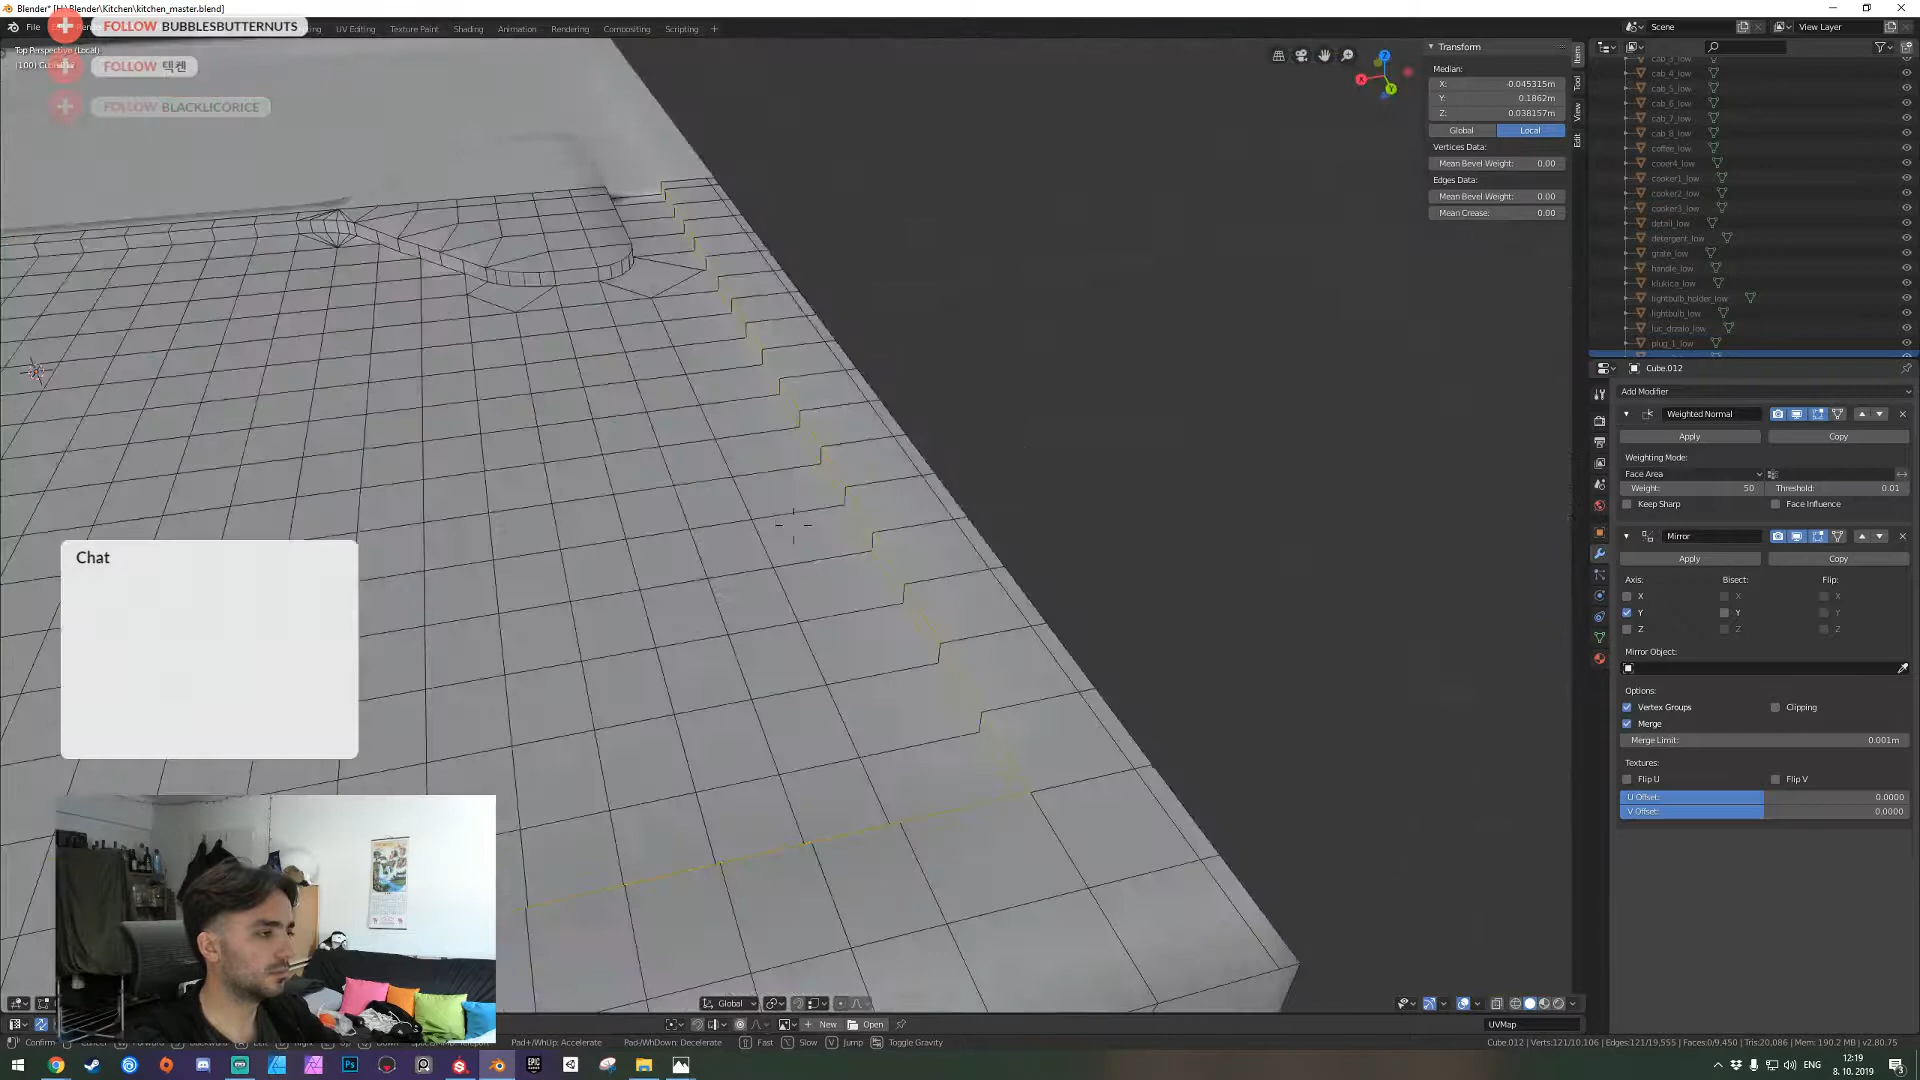 Blender* [H:\Blender\Kitchen\kitchen_master.blend]
FOLLOW BUBBLESBUTTERNUTS
File
UV Editing
Texture Paint
Shading
Animation
Rendering
Compositing
Scripting
Scene
View Layer
Top Perspective (Local)
FOLLOW 텍켄
FOLLOW BLACKLICORICE
Transform
Median:
X: -0.045315m
Y: 0.1862m
Z: 0.038157m
Global Local
Vertices Data:
Mean Bevel Weight: 0.00
Edges Data:
Mean Bevel Weight: 0.00
Mean Crease: 0.00
Item
Tool
View
Edit
cab_3_low
cab_4_low
cab_5_low
cab_6_low
cab_7_low
cab_8_low
coffee_low
cooer4_low
cooker1_low
cooker2_low
cooker3_low
detail_low
detergent_low
grate_low
handle_low
klukica_low
lightbulb_holder_low
lightbulb_low
luc_drzalo_low
plug_1_low
Cube.012
Add Modifier
Weighted Normal
Apply Copy
Weighting Mode:
Face Area
Weight: 50 Threshold: 0.01
Keep Sharp Face Influence
Mirror
Apply Copy
Axis: Bisect: Flip:
X X X
Y Y Y
Z Z Z
Mirror Object:
Options:
Vertex Groups Clipping
Merge
Merge Limit: 0.001m
Textures:
Flip U Flip V
U Offset: 0.0000
V Offset: 0.0000
Chat
Global
New Open
UVMap
Confirm
Pad+/WhUp: Accelerate Pad-/WhDown: Decelerate Fast Slow Jump Toggle Gravity
Cube.012 | Verts:121/10,106 | Edges:121/19,555 | Faces:0/9,450 | Tris:20,086 | Mem: 190.2 MB | v2.80.75
ENG
12:19
8. 10. 2019